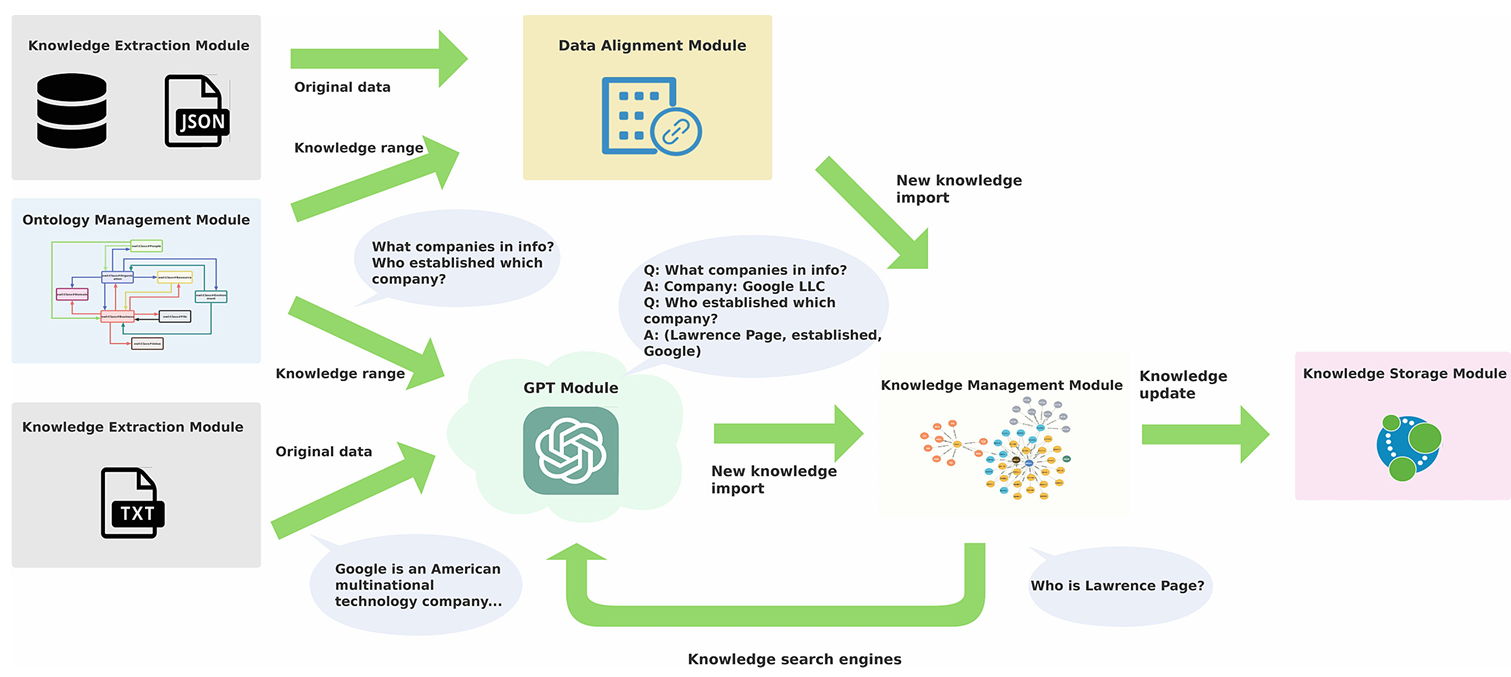 Knowledge Extraction Module
JSON
Original data
Data Alignment Module
Knowledge range
New knowledge
import
Ontology Management Module
What companies in info?
Who established which
company?
Q: What companies in info?
A: Company: Google LLC
Q: Who established which
company?
A: (Lawrence Page, established,
Google)
Knowledge range
GPT Module
Knowledge Management Module
Knowledge
update
Knowledge Storage Module
Knowledge Extraction Module
TXT
Original data
New knowledge
import
Google is an American
multinational
technology company...
Who is Lawrence Page?
Knowledge search engines